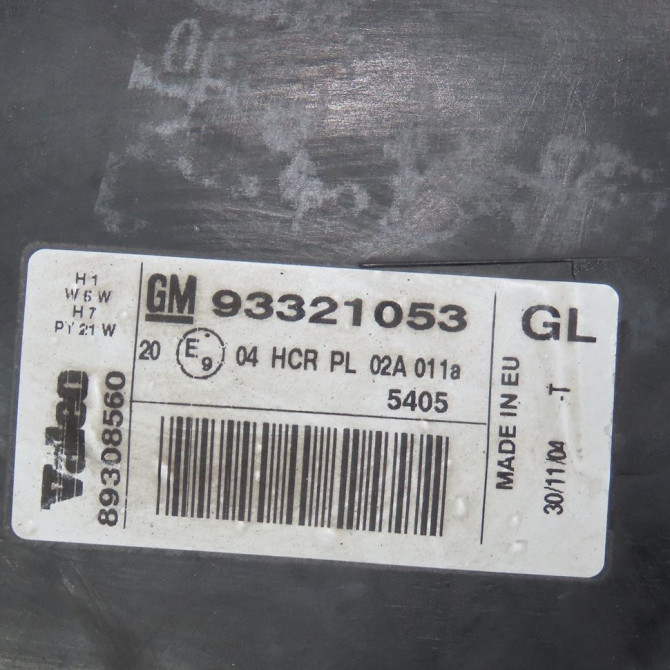 H1
W5W
H7
PY21W
Valeo
89308560
GM 93321053
20 E9 04 HCR PL 02A 011a
5405
GL
MADE IN EU
30/11/04 -T